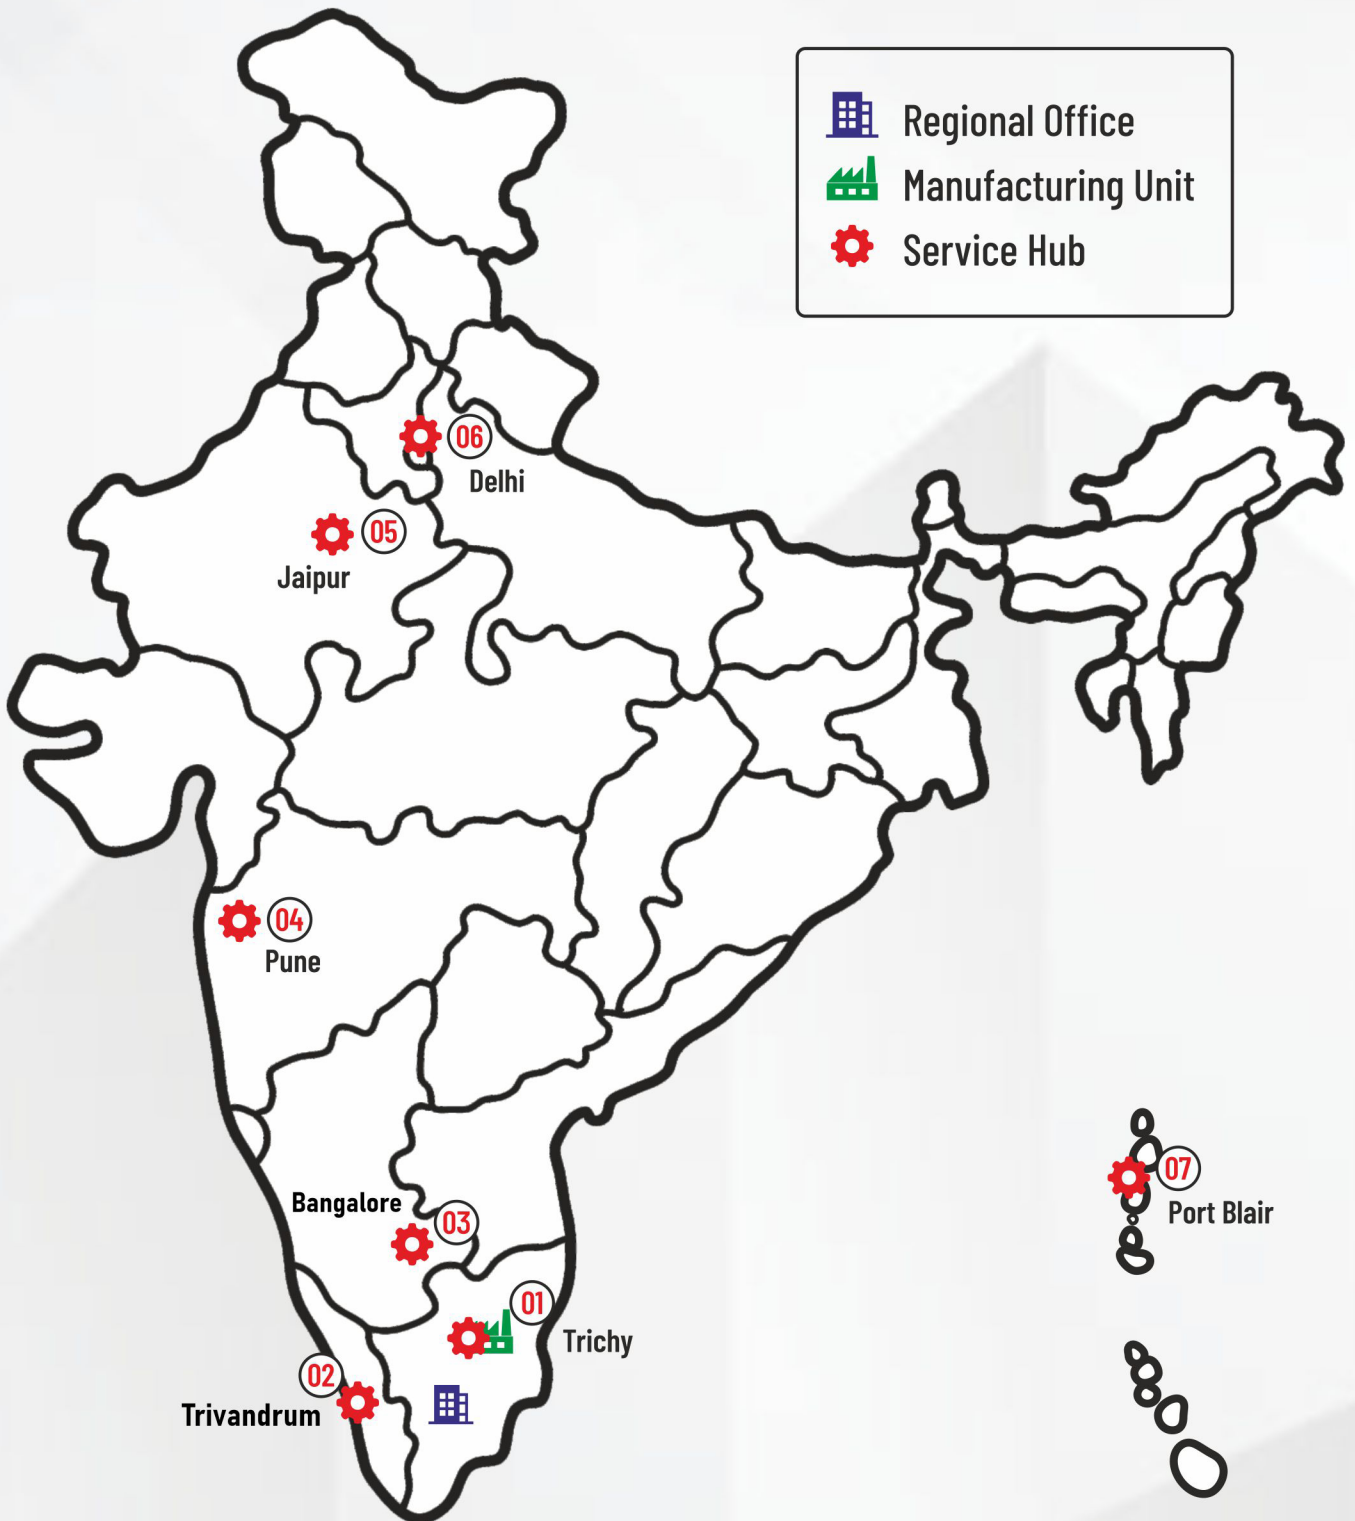 Regional Office
Manufacturing Unit
Service Hub
06
Delhi
05
Jaipur
04
Pune
07
Port Blair
Bangalore
03
01
Trichy
02
Trivandrum